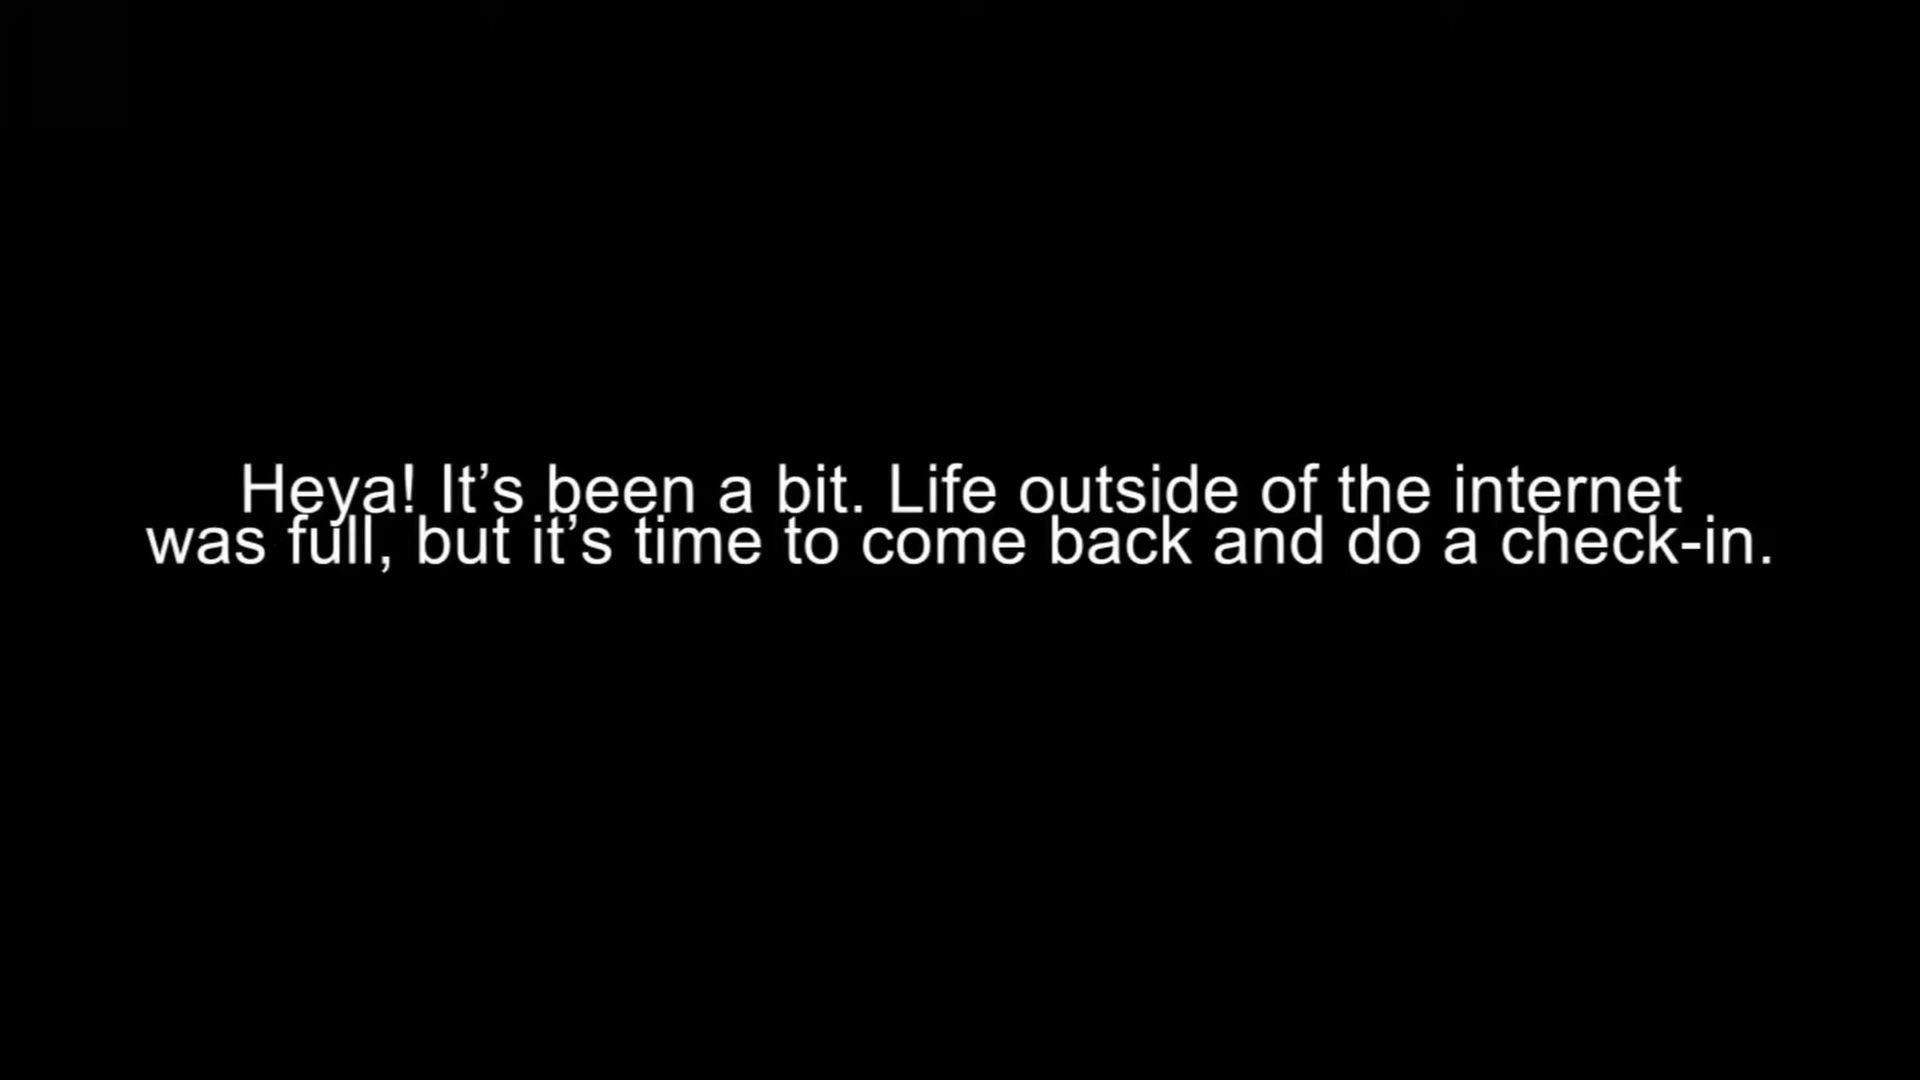 Heya! It’s been a bit. Life outside of the internet
was full, but it’s time to come back and do a check-in.